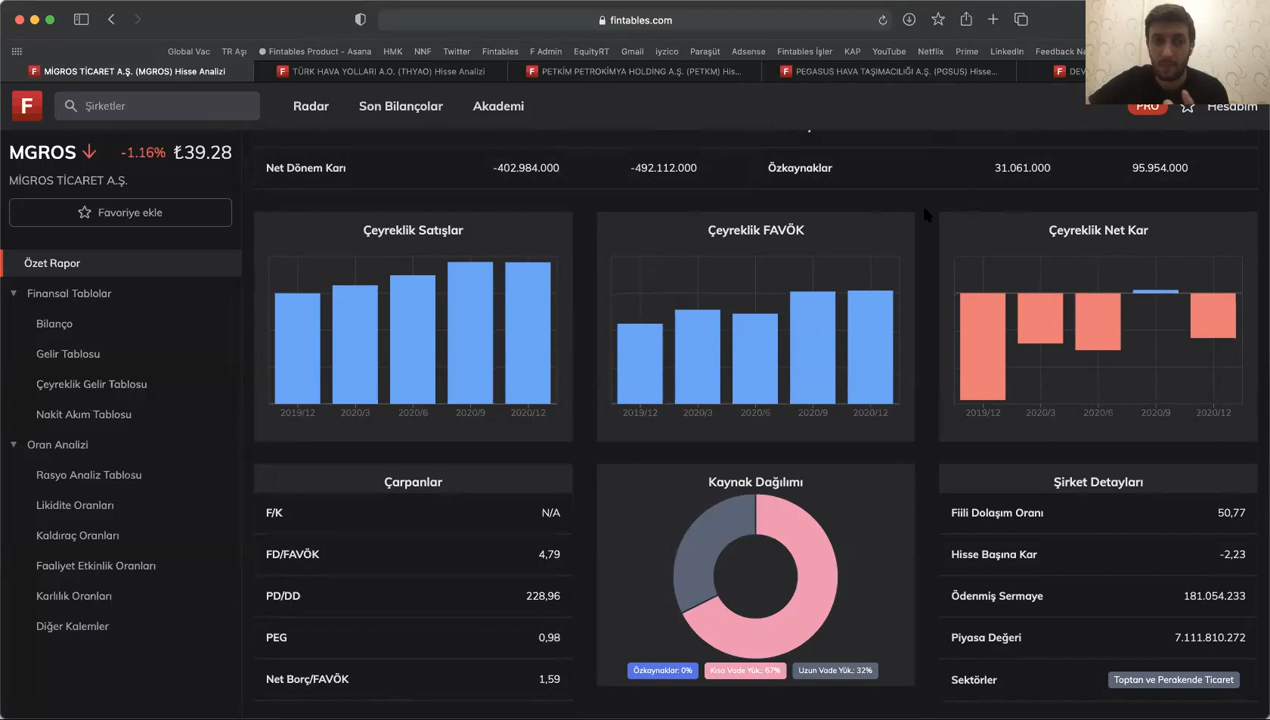 fintables.com
Global Vac TR Aşı Fintables Product - Asana HMK NNF Twitter Fintables F Admin EquityRT Gmail iyzico Paraşüt Adsense Fintables İşler KAP YouTube Netflix Prime LinkedIn Feedback Ne
MİGROS TİCARET A.Ş. (MGROS) Hisse Analizi
TÜRK HAVA YOLLARI A.O. (THYAO) Hisse Analizi
PETKİM PETROKİMYA HOLDING A.Ş. (PETKM) His...
PEGASUS HAVA TAŞIMACILIĞI A.Ş. (PGSUS) Hisse...
DEV
F
Şirketler
Radar
Son Bilançolar
Akademi
PRO
Hesabım
MGROS -1.16% ₺39.28
MİGROS TİCARET A.Ş.
Favoriye ekle
Özet Rapor
Finansal Tablolar
Bilanço
Gelir Tablosu
Çeyreklik Gelir Tablosu
Nakit Akım Tablosu
Oran Analizi
Rasyo Analiz Tablosu
Likidite Oranları
Kaldıraç Oranları
Faaliyet Etkinlik Oranları
Karlılık Oranları
Diğer Kalemler
Net Dönem Karı -402.984.000 -492.112.000
Özkaynaklar 31.061.000 95.954.000
Çeyreklik Satışlar
2019/12 2020/3 2020/6 2020/9 2020/12
Çeyreklik FAVÖK
2019/12 2020/3 2020/6 2020/9 2020/12
Çeyreklik Net Kar
2019/12 2020/3 2020/6 2020/9 2020/12
Çarpanlar
F/K N/A
FD/FAVÖK 4,79
PD/DD 228,96
PEG 0,98
Net Borç/FAVÖK 1,59
Kaynak Dağılımı
Özkaynaklar: 0% Kısa Vade Yük.: 67% Uzun Vade Yük.: 32%
Şirket Detayları
Fiili Dolaşım Oranı 50,77
Hisse Başına Kar -2,23
Ödenmiş Sermaye 181.054.233
Piyasa Değeri 7.111.810.272
Sektörler Toptan ve Perakende Ticaret